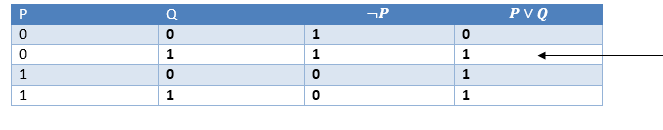 P Q ¬P P ∨ Q
0 0 1 0
0 1 1 1
1 0 0 1
1 1 0 1